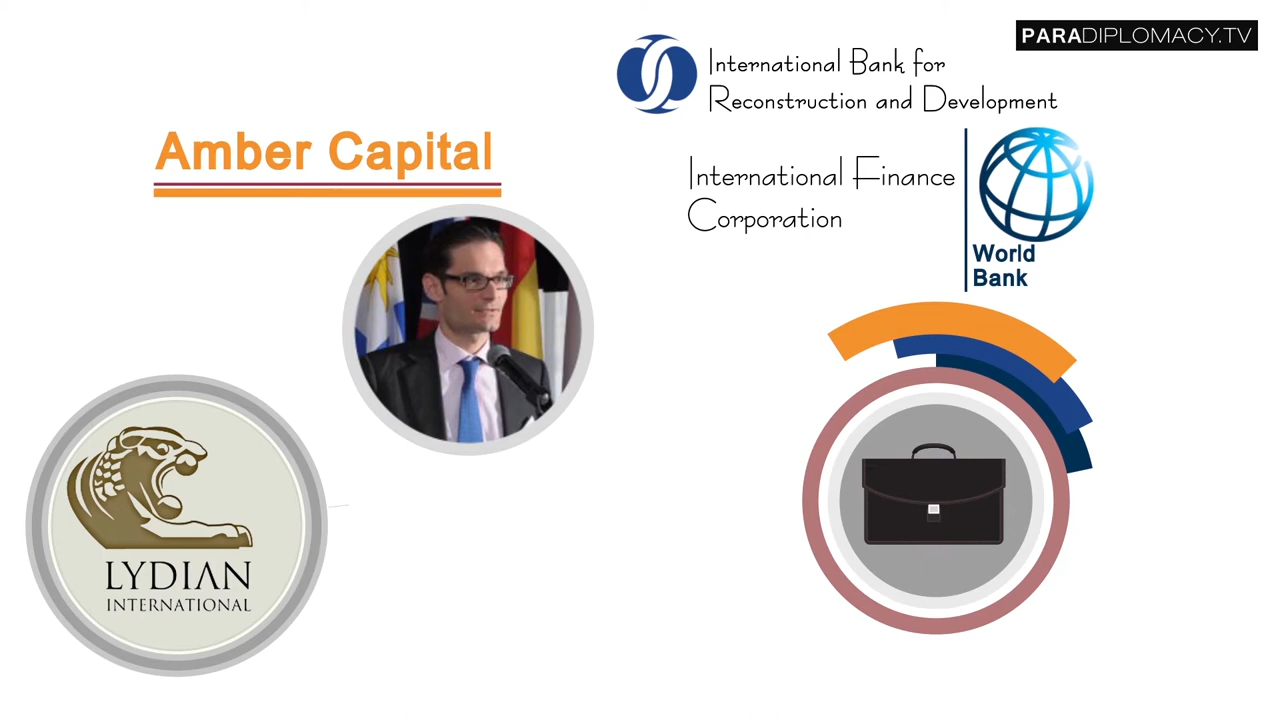 PARADIPLOMACY.TV
International Bank for
Reconstruction and Development
Amber Capital
International Finance
Corporation
World
Bank
LYDIAN
INTERNATIONAL